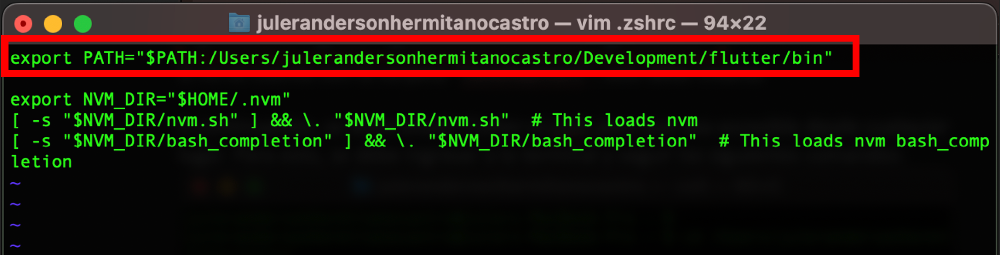 julerandersonhermitanocastro — vim .zshrc — 94×22
export PATH="$PATH:/Users/julerandersonhermitanocastro/Development/flutter/bin"
export NVM_DIR="$HOME/.nvm"
[ -s "$NVM_DIR/nvm.sh" ] && \. "$NVM_DIR/nvm.sh"  # This loads nvm
[ -s "$NVM_DIR/bash_completion" ] && \. "$NVM_DIR/bash_completion"  # This loads nvm bash_comp
letion
~
~
~
~